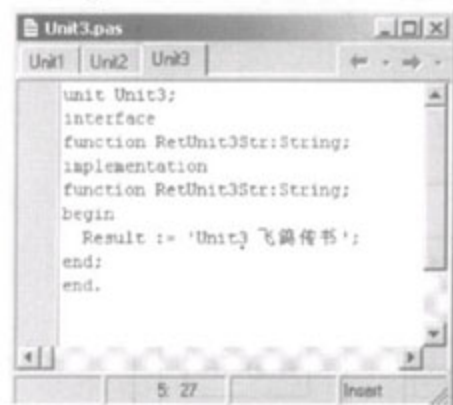 Unit3.pas
Unit1 Unit2 Unit3
unit Unit3;
interface
function RetUnit3Str:String;
implementation
function RetUnit3Str:String;
begin
Result := 'Unit3 飞鸽传书';
end;
end.
5: 27 Insert